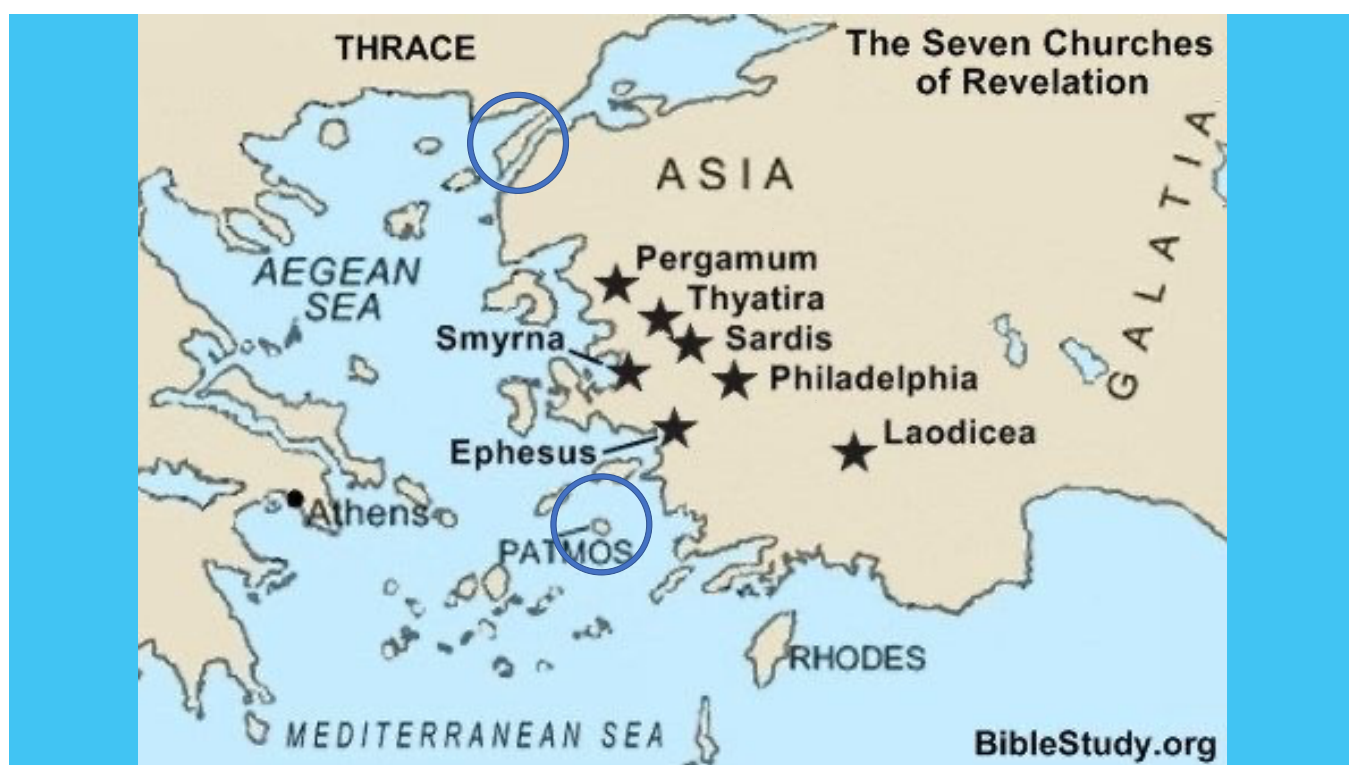 THRACE
The Seven Churches
of Revelation
ASIA
GALATIA
AEGEAN
SEA
Pergamum
Thyatira
Smyrna
Sardis
Philadelphia
Ephesus
Laodicea
Athens
PATMOS
RHODES
MEDITERRANEAN SEA
BibleStudy.org